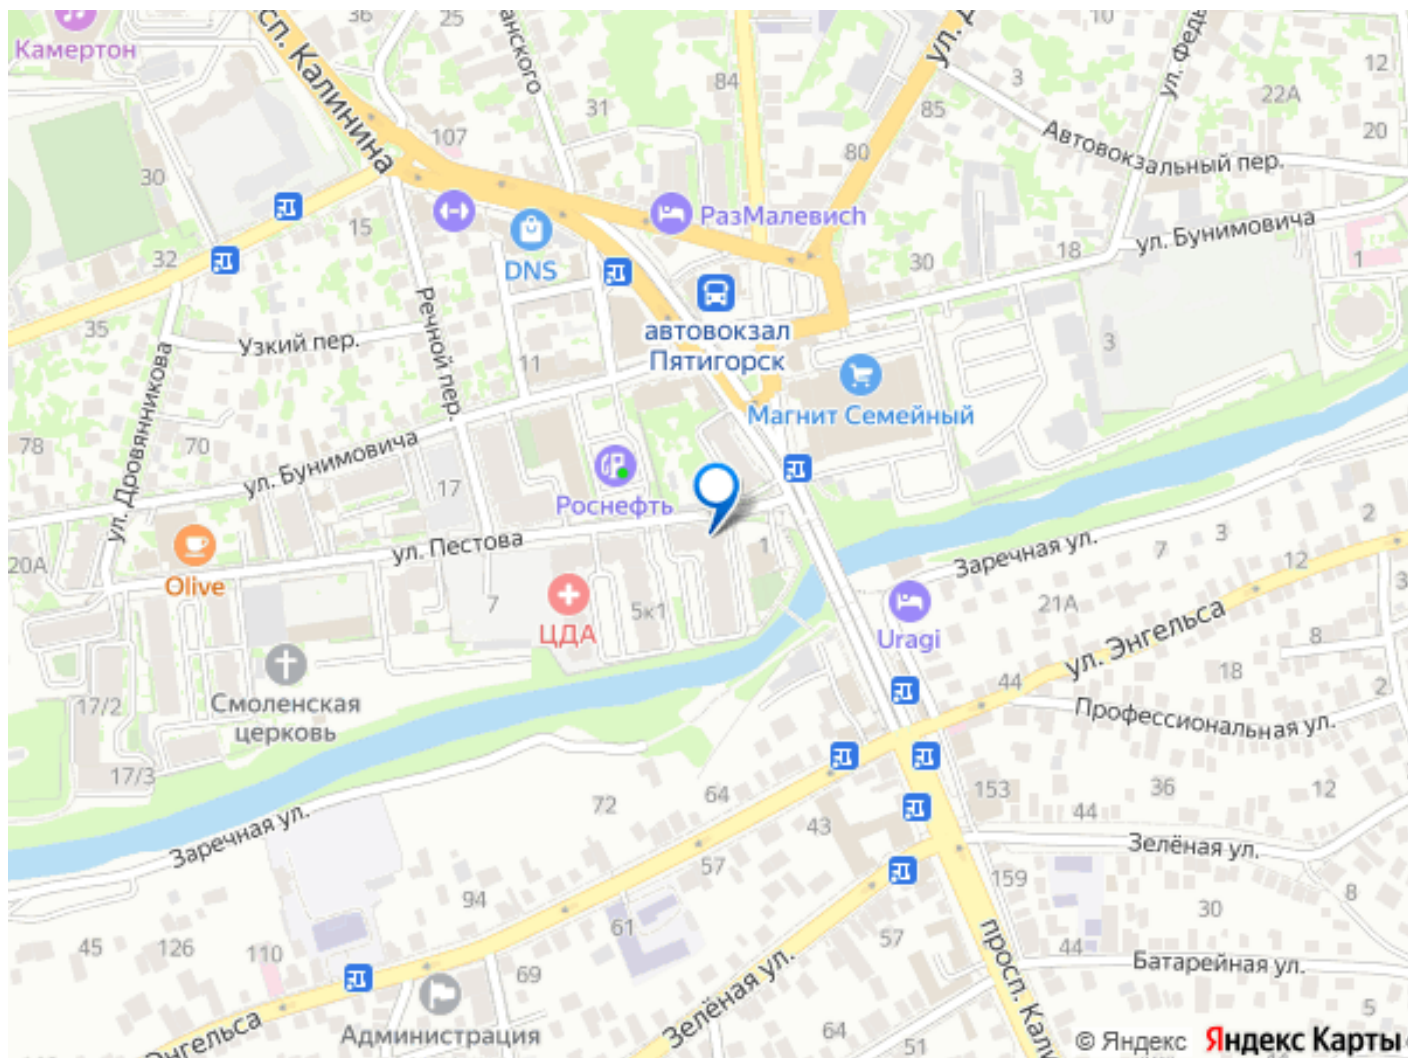 Камертон
36
25
10
12
22А
20
3
85
84
31
107
80
30
15
32
35
просп. Калинина
ул. Федь
Автовокзальный пер.
ул. Бунимовича
18
30
1
3
РазМалевich
DNS
автовокзал
Пятигорск
Магнит Семейный
Узкий пер.
Речной пер.
11
ул. Дровянникова
78
70
ул. Бунимовича
17
Роснефть
ул. Пестова
20А
Olive
7
ЦДА
5к1
1
Заречная ул.
7
3
2
12
21А
Uragi
ул. Энгельса
8
18
44
2
Профессиональная ул.
Смоленская
церковь
17/2
17/3
Заречная ул.
72
64
43
57
153
36
44
12
Зелёная ул.
159
8
30
44
94
61
57
45
126
110
69
Батарейная ул.
Зелёная ул.
просп. Кали
Администрация
Энгельса
64
51
5
© Яндекс Яндекс Карты